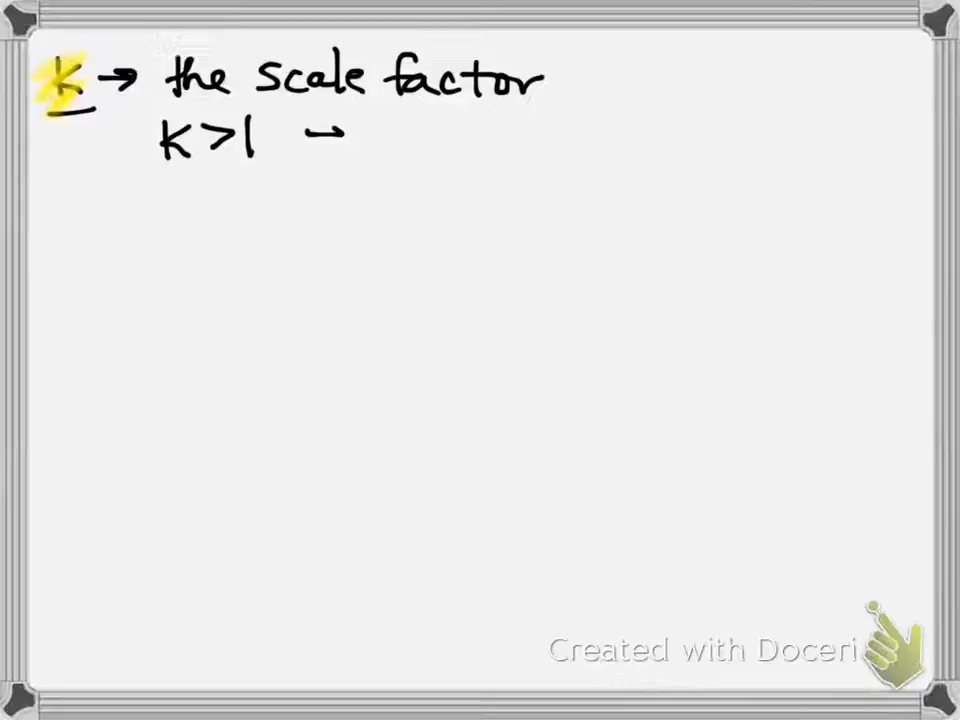 k → the scale factor
k > 1 →
Created with Doceri